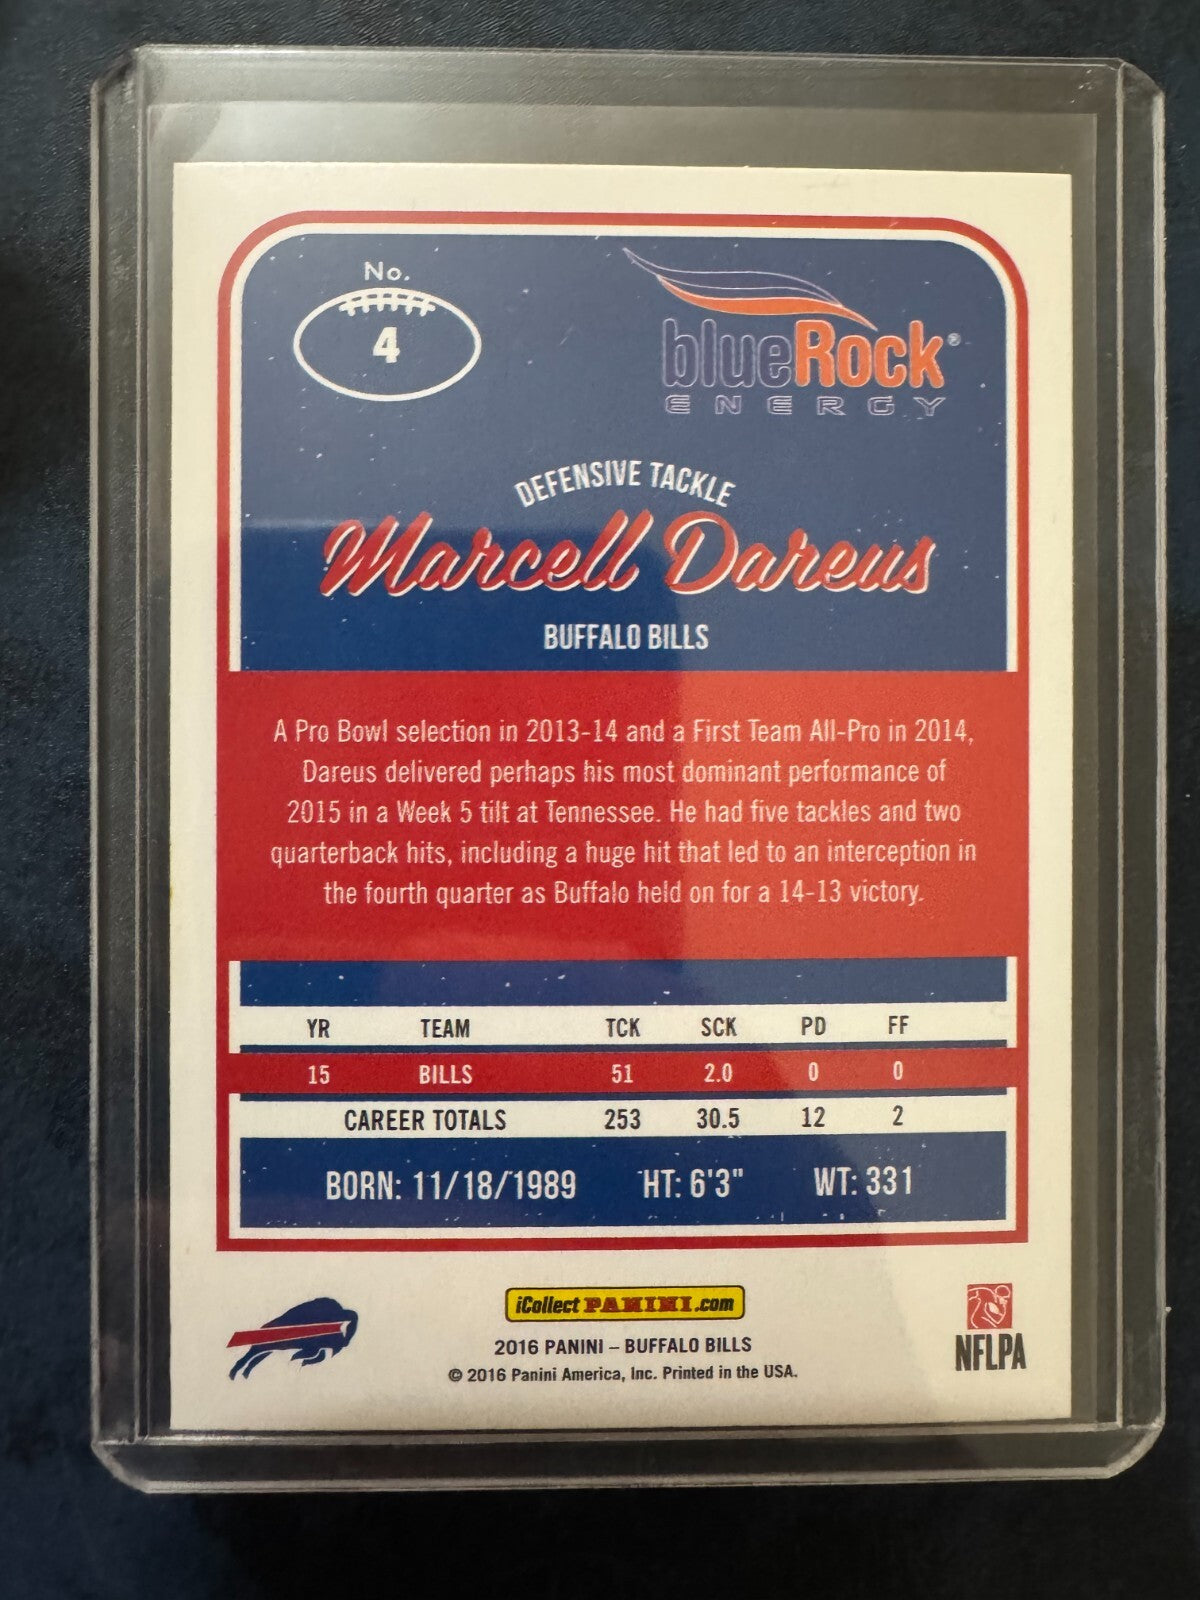 No.
4
blueRock®
ENERGY
DEFENSIVE TACKLE
Marcell Dareus
BUFFALO BILLS
A Pro Bowl selection in 2013-14 and a First Team All-Pro in 2014,
Dareus delivered perhaps his most dominant performance of
2015 in a Week 5 tilt at Tennessee. He had five tackles and two
quarterback hits, including a huge hit that led to an interception in
the fourth quarter as Buffalo held on for a 14-13 victory.
YR TEAM TCK SCK PD FF
15 BILLS 51 2.0 0 0
CAREER TOTALS 253 30.5 12 2
BORN: 11/18/1989 HT: 6'3" WT: 331
iCollect PANINI.com
2016 PANINI – BUFFALO BILLS
© 2016 Panini America, Inc. Printed in the USA.
NFLPA